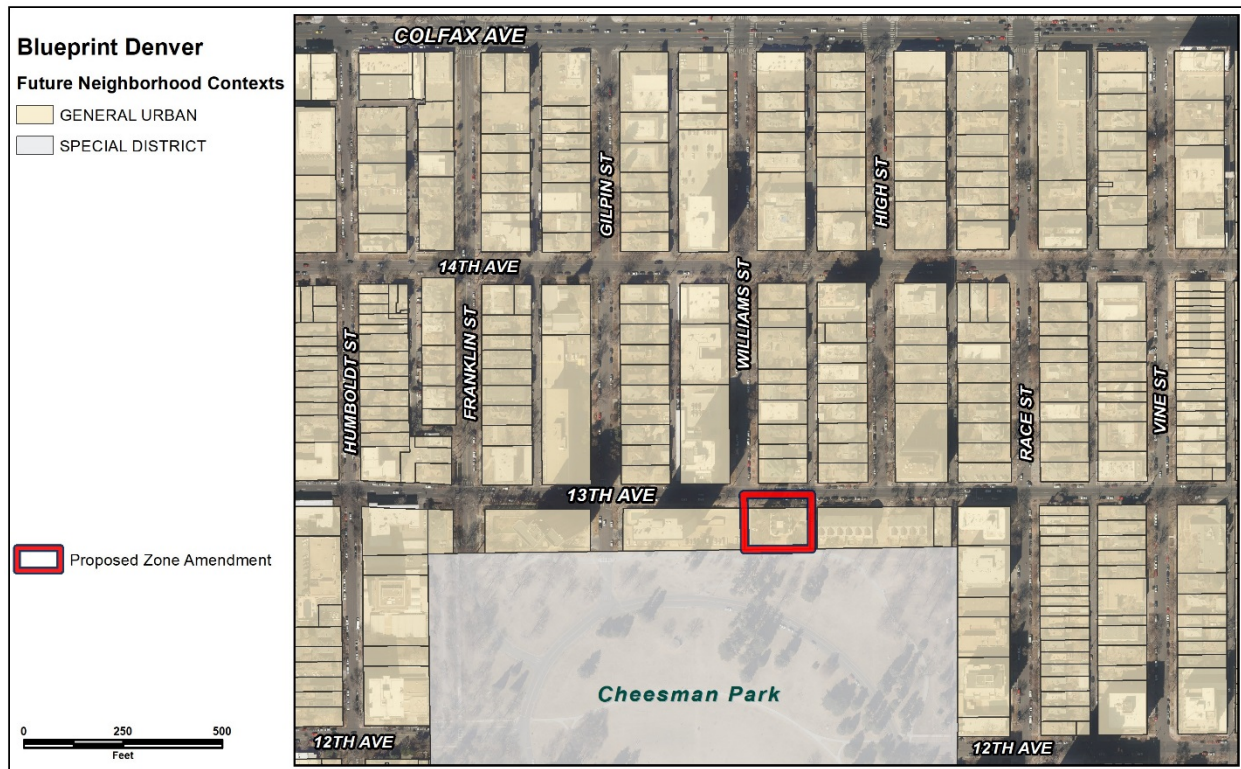 Blueprint Denver
Future Neighborhood Contexts
GENERAL URBAN
SPECIAL DISTRICT
Proposed Zone Amendment
0 250 500
Feet
COLFAX AVE
GILPIN ST
HIGH ST
14TH AVE
WILLIAMS ST
HUMBOLDT ST
FRANKLIN ST
RACE ST
VINE ST
13TH AVE
Cheesman Park
12TH AVE
12TH AVE